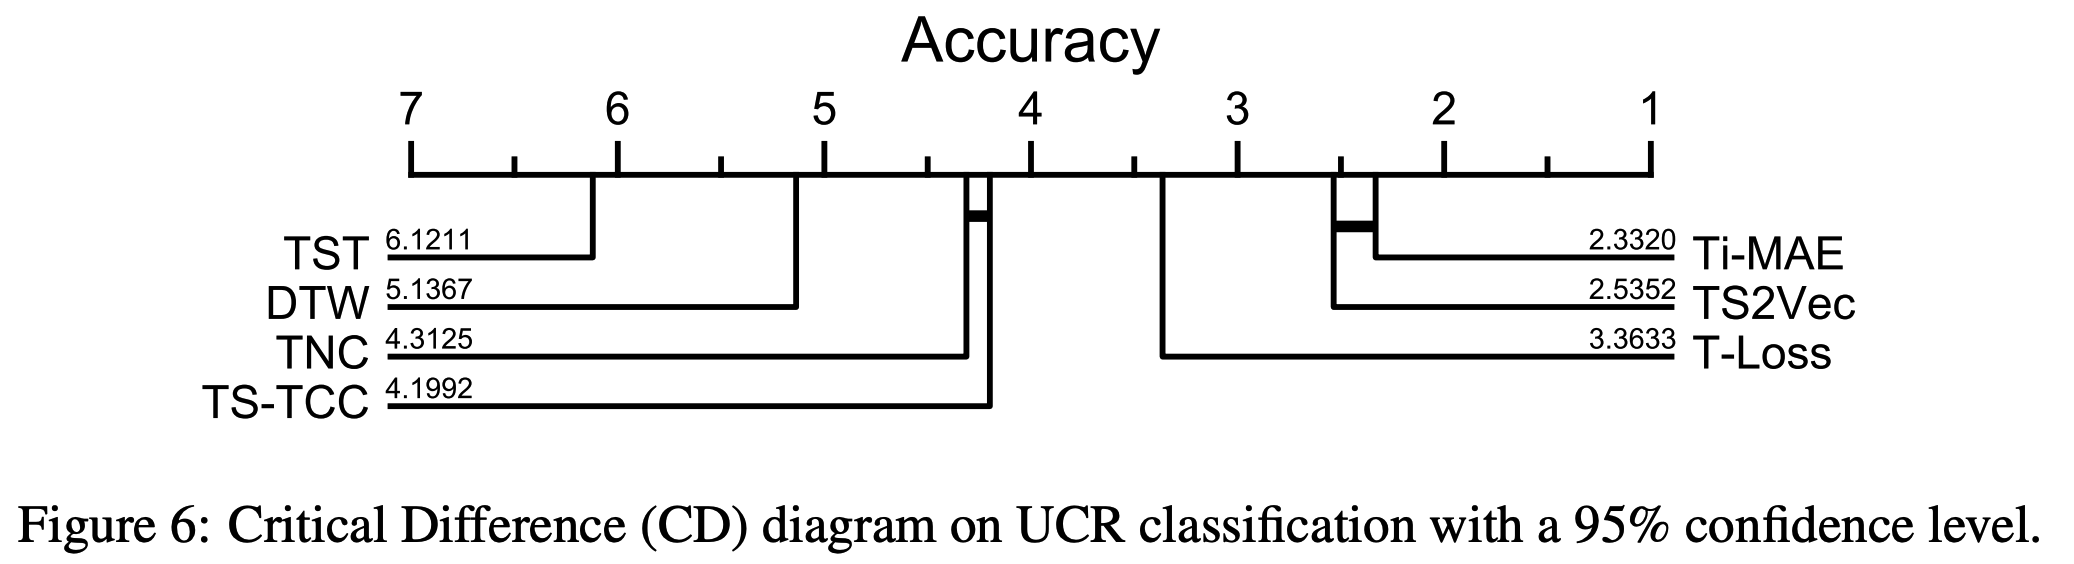 Accuracy
7 6 5 4 3 2 1
TST 6.1211 2.3320 Ti-MAE
DTW 5.1367 2.5352 TS2Vec
TNC 4.3125 3.3633 T-Loss
TS-TCC 4.1992
Figure 6: Critical Difference (CD) diagram on UCR classification with a 95% confidence level.